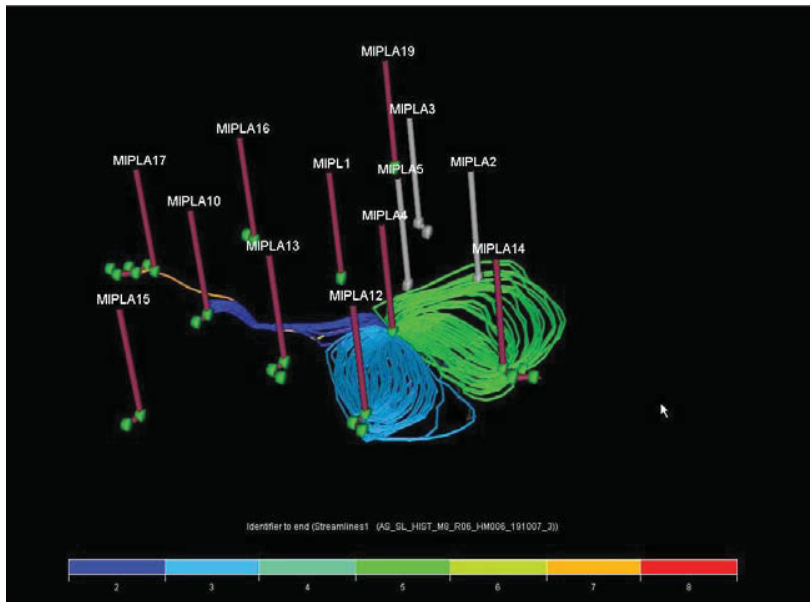 MIPLA19
MIPLA3
MIPLA16
MIPLA17
MIPL1
MIPLA5
MIPLA2
MIPLA10
MIPLA4
MIPLA13
MIPLA14
MIPLA15
MIPLA12
Identifier to end (Streamlines1 (AS_SL_HIST_M9_R06_HM006_191007_3))
2 3 4 5 6 7 8